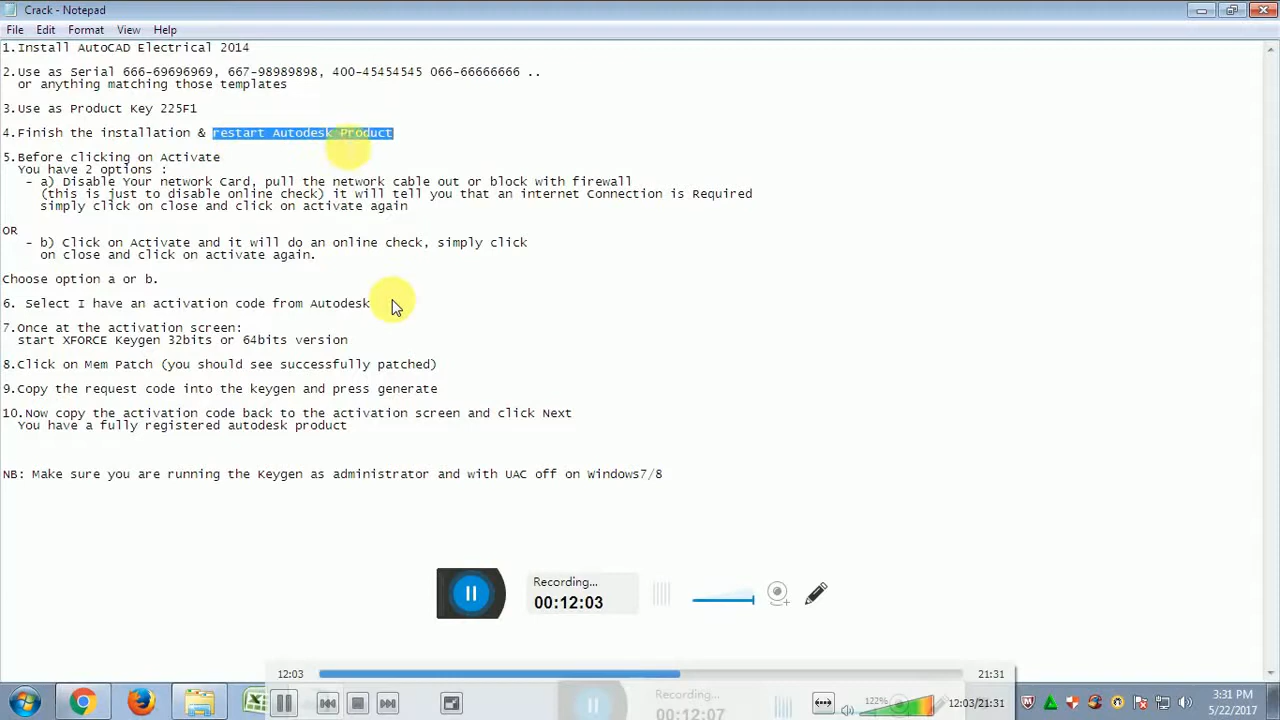 Crack - Notepad
File Edit Format View Help
1.Install AutoCAD Electrical 2014
2.Use as Serial 666-69696969, 667-98989898, 400-45454545 066-66666666 ..
or anything matching those templates
3.Use as Product Key 225F1
4.Finish the installation & restart Autodesk Product
5.Before clicking on Activate
You have 2 options :
- a) Disable Your network Card, pull the network cable out or block with firewall
(this is just to disable online check) it will tell you that an internet Connection is Required
simply click on close and click on activate again
OR
- b) Click on Activate and it will do an online check, simply click
on close and click on activate again.
Choose option a or b.
6. Select I have an activation code from Autodesk
7.Once at the activation screen:
start XFORCE Keygen 32bits or 64bits version
8.Click on Mem Patch (you should see successfully patched)
9.Copy the request code into the keygen and press generate
10.Now copy the activation code back to the activation screen and click Next
You have a fully registered autodesk product
NB: Make sure you are running the Keygen as administrator and with UAC off on Windows7/8
Recording...
00:12:03
12:03 21:31
Recording...
00:12:07
122% 12:03/21:31
3:31 PM
5/22/2017